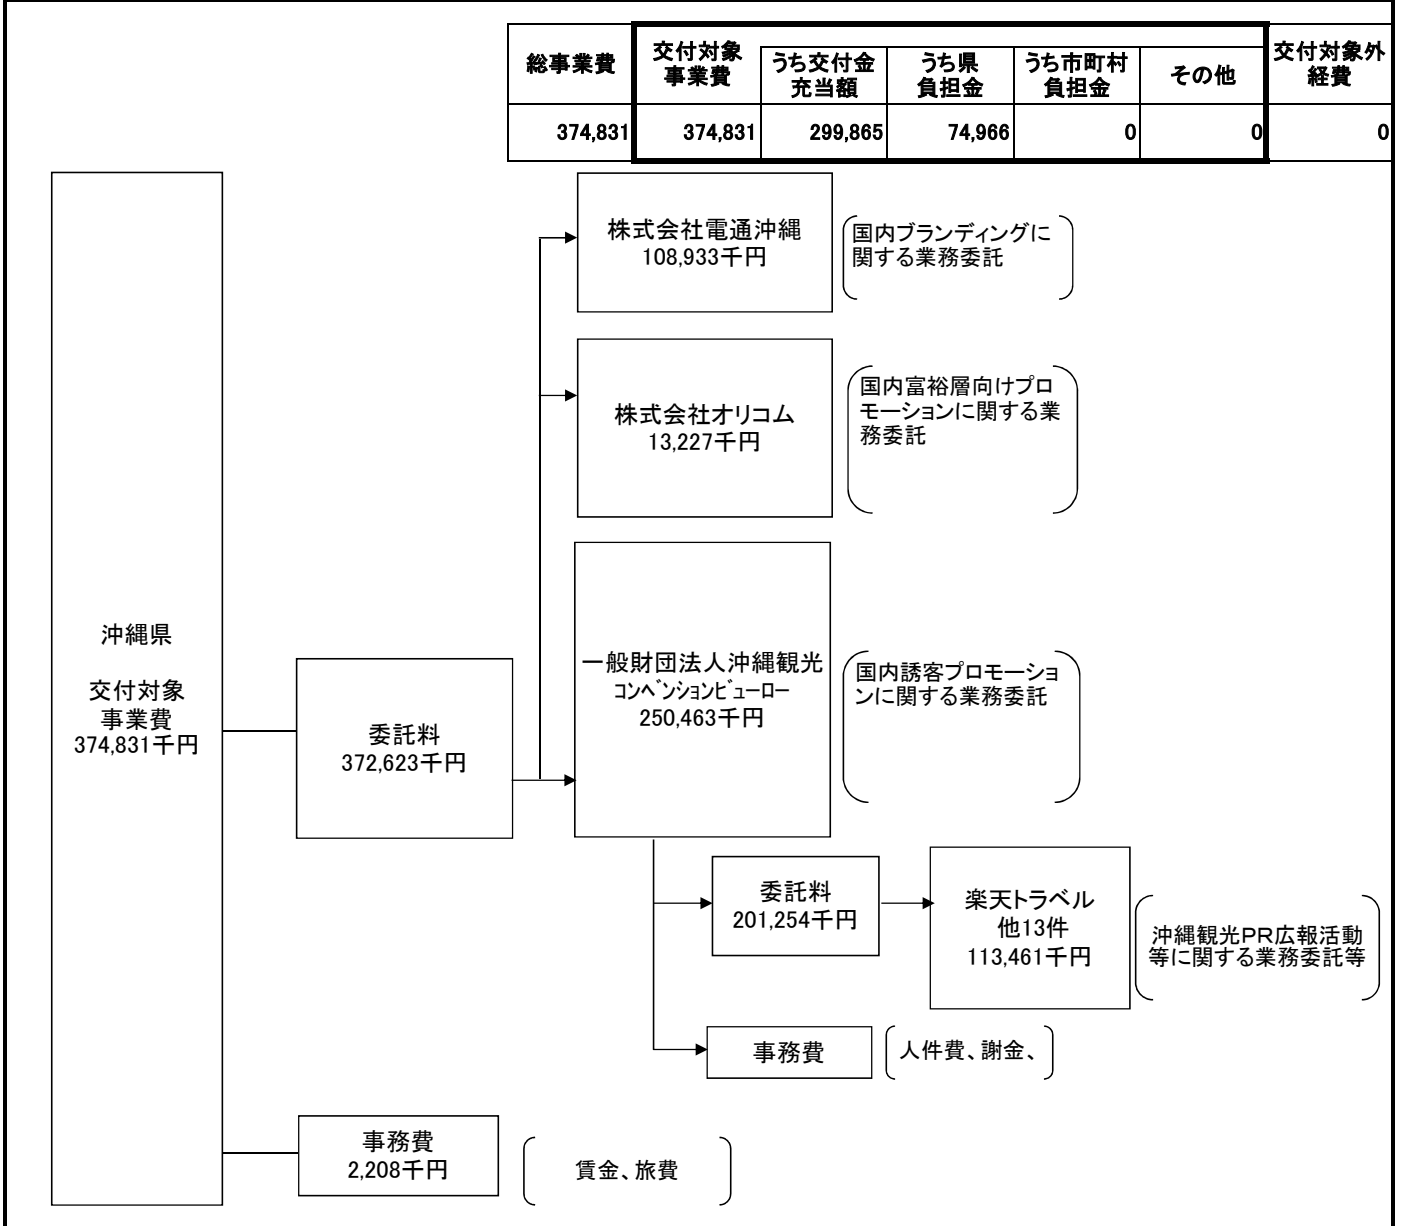 総事業費
交付対象
事業費
うち交付金
充当額
うち県
負担金
うち市町村
負担金
その他
交付対象外
経費
374,831
374,831
299,865
74,966
0
0
0
株式会社電通沖縄
108,933千円
国内ブランディングに
関する業務委託
株式会社オリコム
13,227千円
国内富裕層向けプロ
モーションに関する業
務委託
沖縄県
交付対象
事業費
374,831千円
委託料
372,623千円
一般財団法人沖縄観光
コンベンションビューロー
250,463千円
国内誘客プロモーショ
ンに関する業務委託
委託料
201,254千円
楽天トラベル
他13件
113,461千円
沖縄観光PR広報活動
等に関する業務委託等
事務費
人件費、謝金、
事務費
2,208千円
賃金、旅費